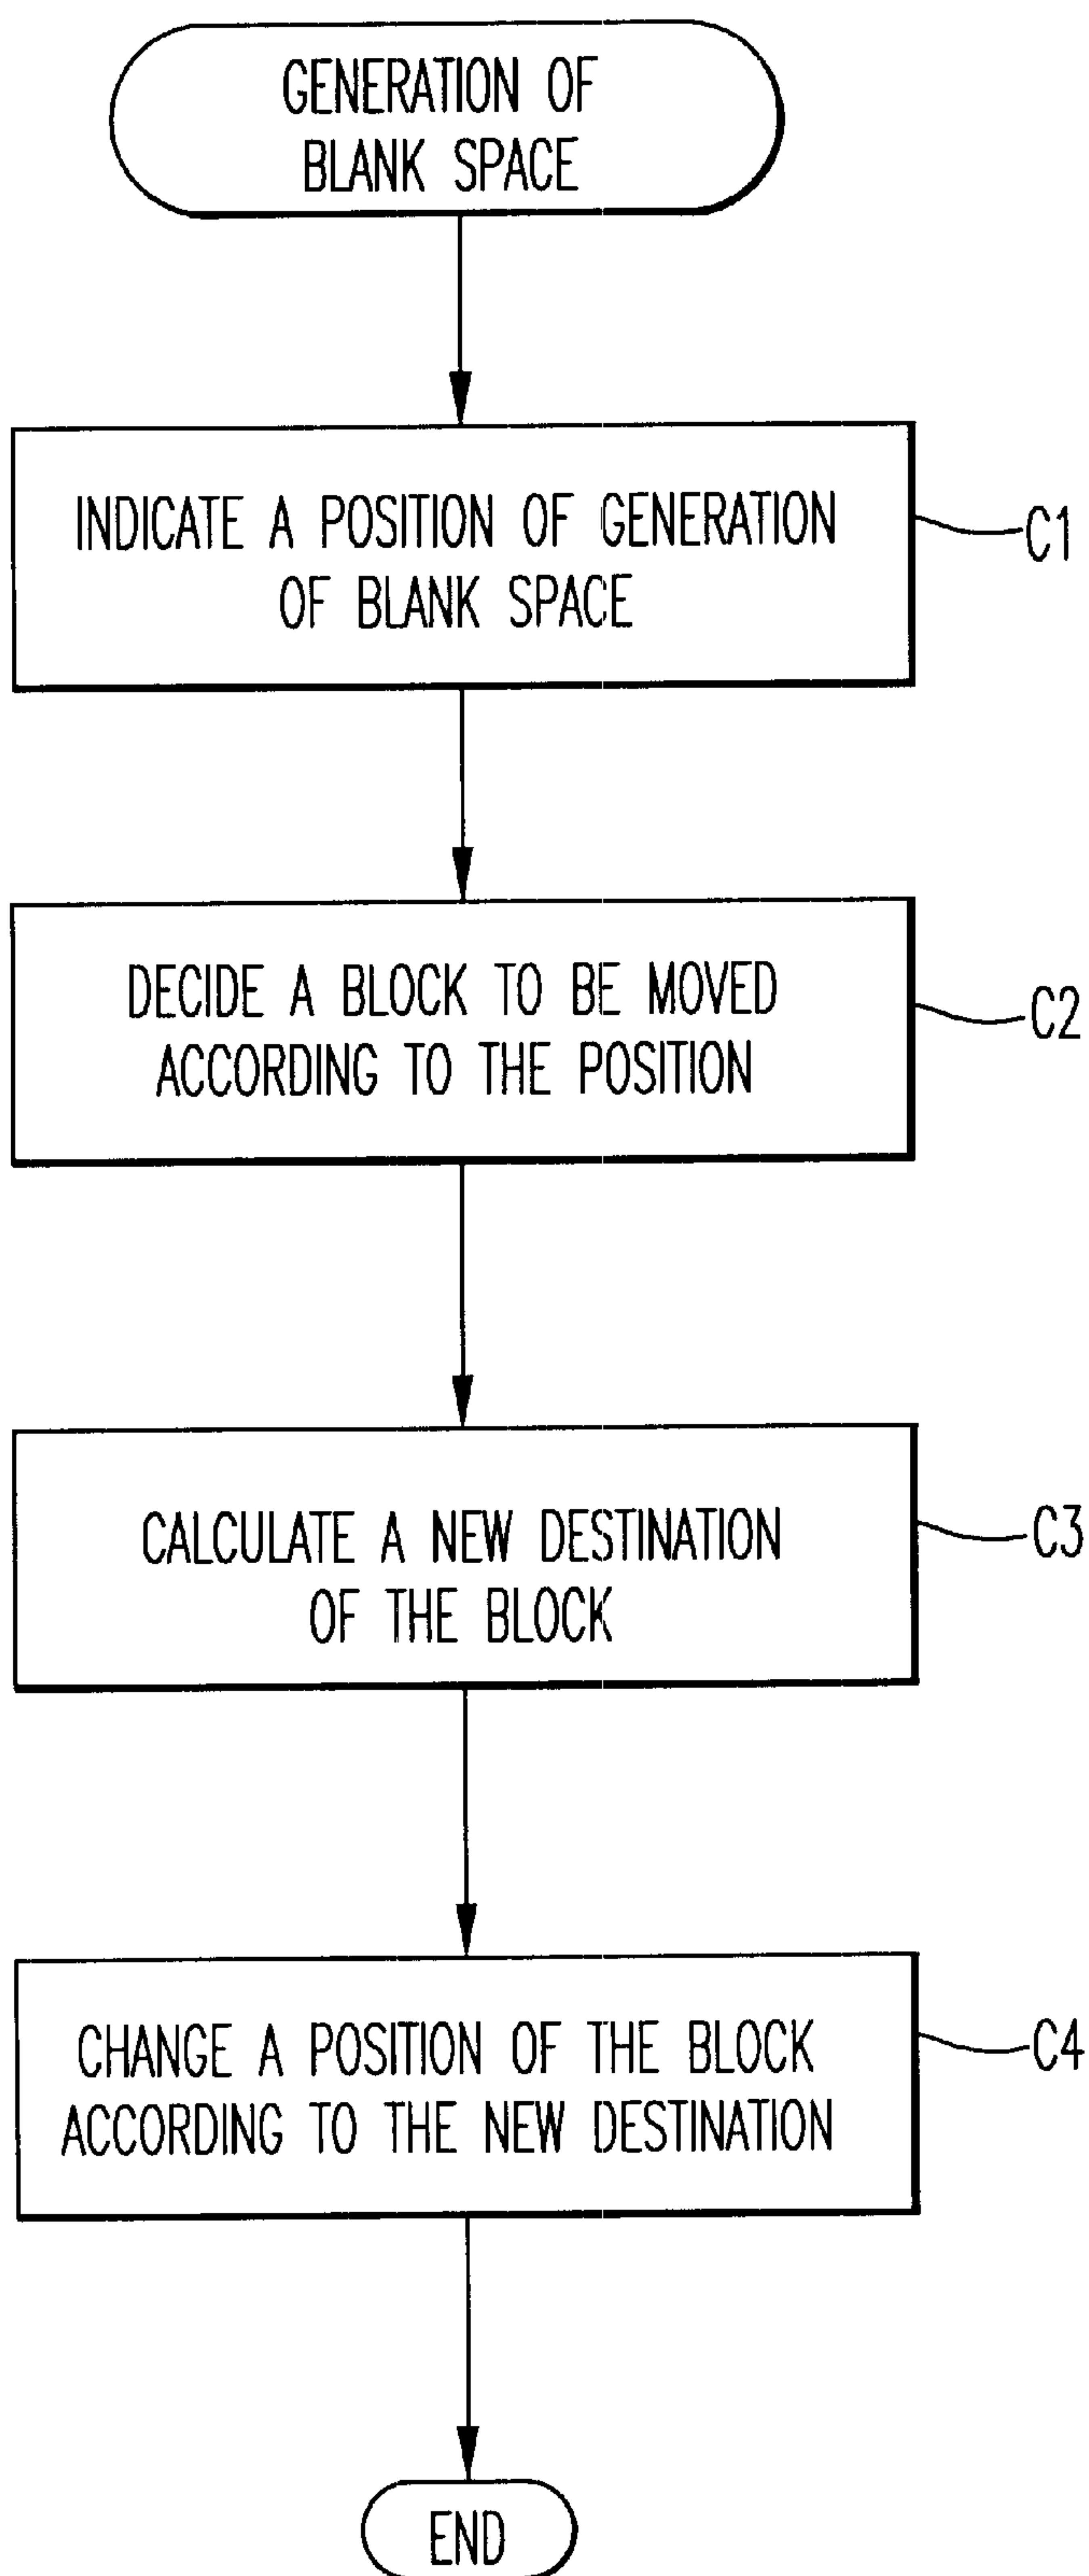 GENERATION OF
BLANK SPACE
INDICATE A POSITION OF GENERATION
OF BLANK SPACE
C1
DECIDE A BLOCK TO BE MOVED
ACCORDING TO THE POSITION
C2
CALCULATE A NEW DESTINATION
OF THE BLOCK
C3
CHANGE A POSITION OF THE BLOCK
ACCORDING TO THE NEW DESTINATION
C4
END